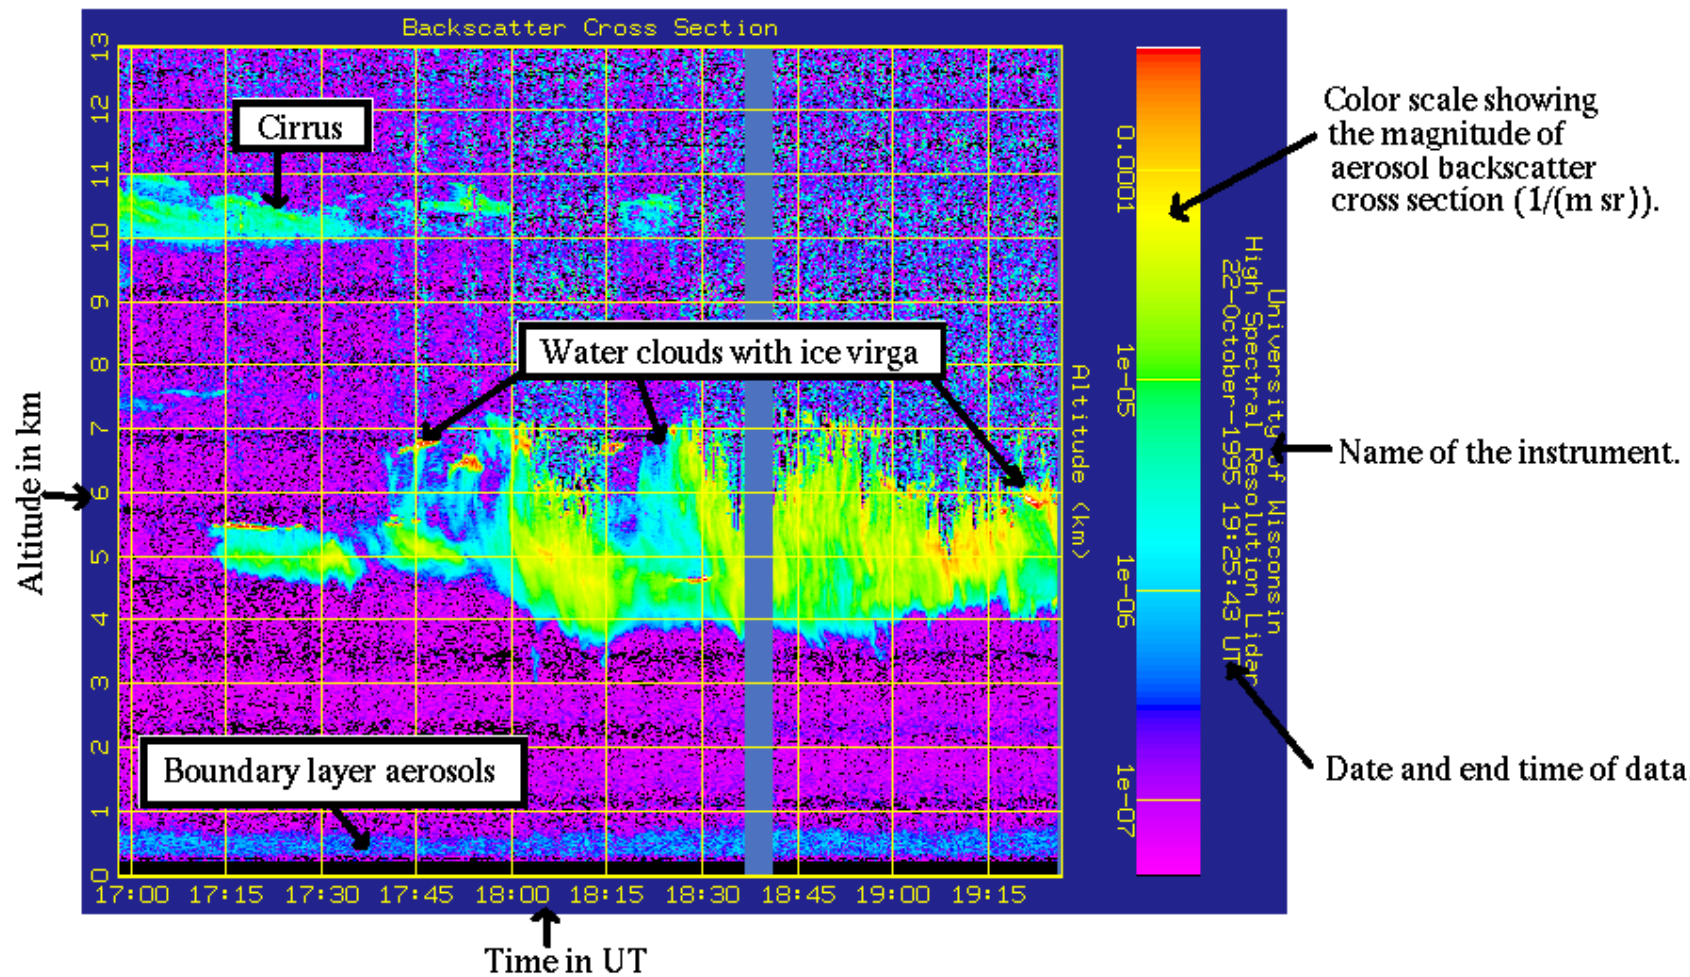 Backscatter Cross Section
13
12
11
10
9
8
7
6
5
4
3
2
1
0
Altitude in km
Cirrus
Water clouds with ice virga
Boundary layer aerosols
17:00 17:15 17:30 17:45 18:00 18:15 18:30 18:45 19:00 19:15
Time in UT
Altitude (km)
0.0001
1e-05
1e-06
1e-07
University of Wisconsin
High Spectral Resolution Lidar
22-October-1995 19:25:43 UT
Color scale showing
the magnitude of
aerosol backscatter
cross section (1/(m sr)).
Name of the instrument.
Date and end time of data